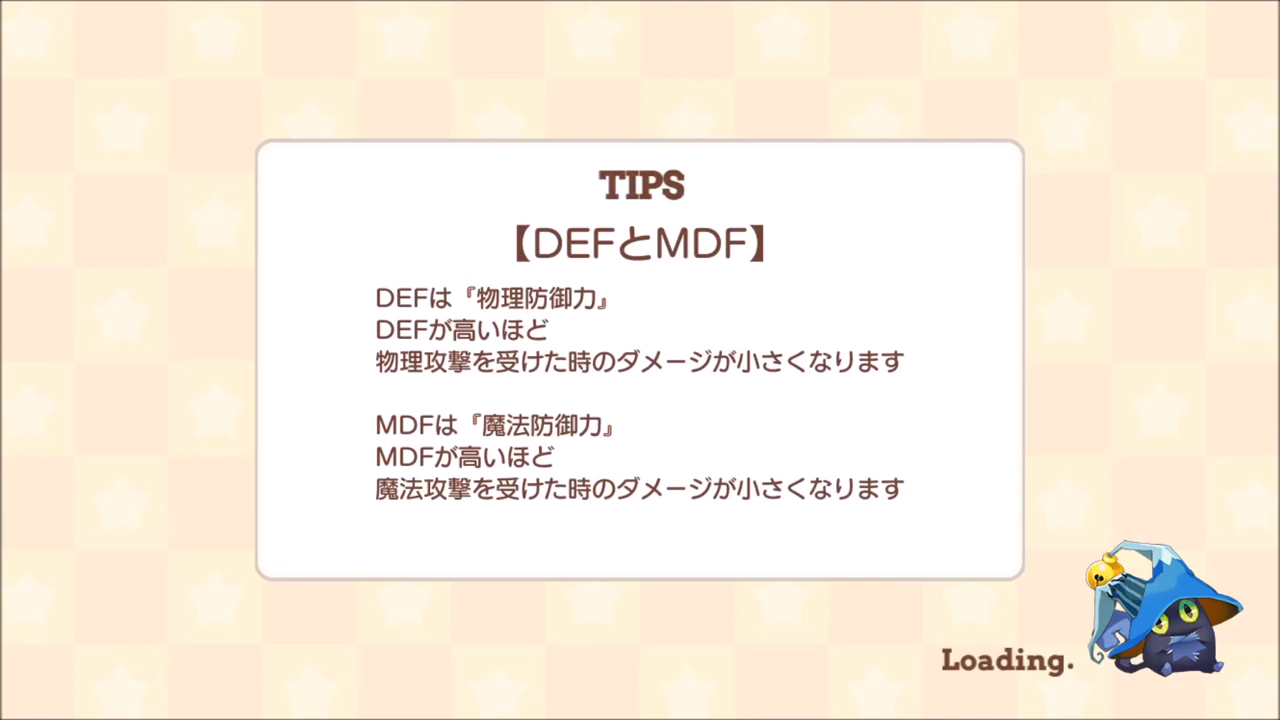 TIPS
【DEFとMDF】
DEFは『物理防御力』
DEFが高いほど
物理攻撃を受けた時のダメージが小さくなります
MDFは『魔法防御力』
MDFが高いほど
魔法攻撃を受けた時のダメージが小さくなります
Loading.